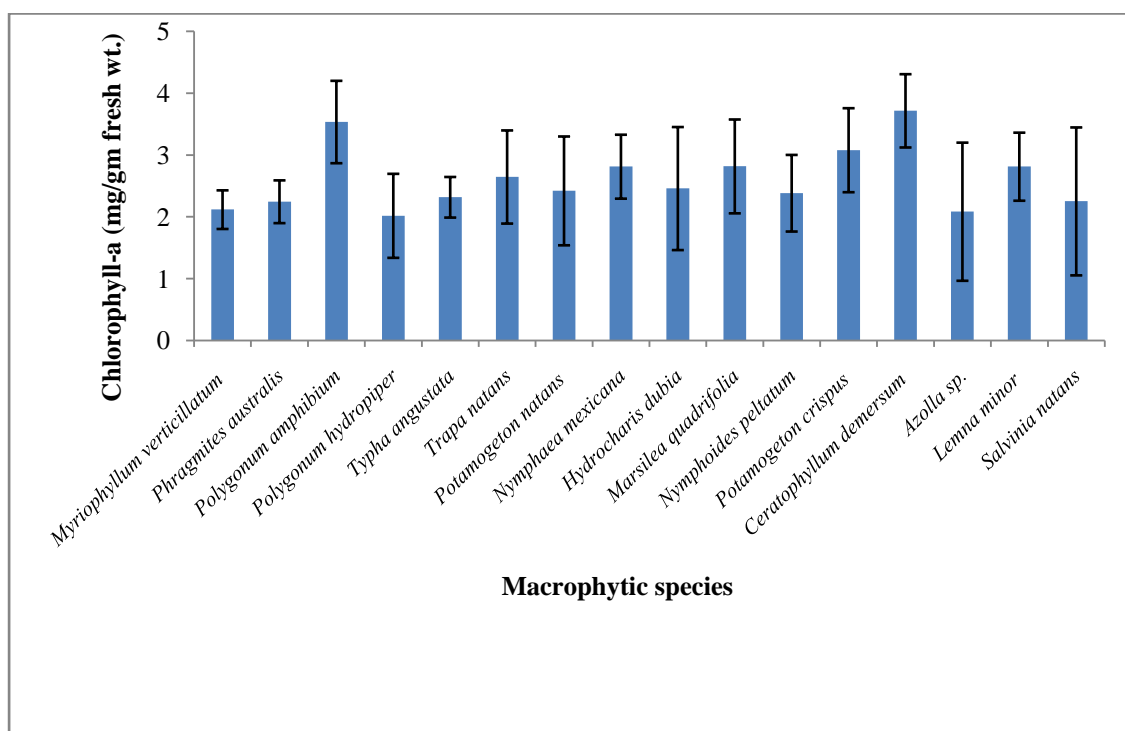 Chlorophyll-a (mg/gm fresh wt.)
5
4
3
2
1
0
Myriophyllum verticillatum
Phragmites australis
Polygonum amphibium
Polygonum hydropiper
Typha angustata
Trapa natans
Potamogeton natans
Nymphaea mexicana
Hydrocharis dubia
Marsilea quadrifolia
Nymphoides peltatum
Potamogeton crispus
Ceratophyllum demersum
Azolla sp.
Lemna minor
Salvinia natans
Macrophytic species